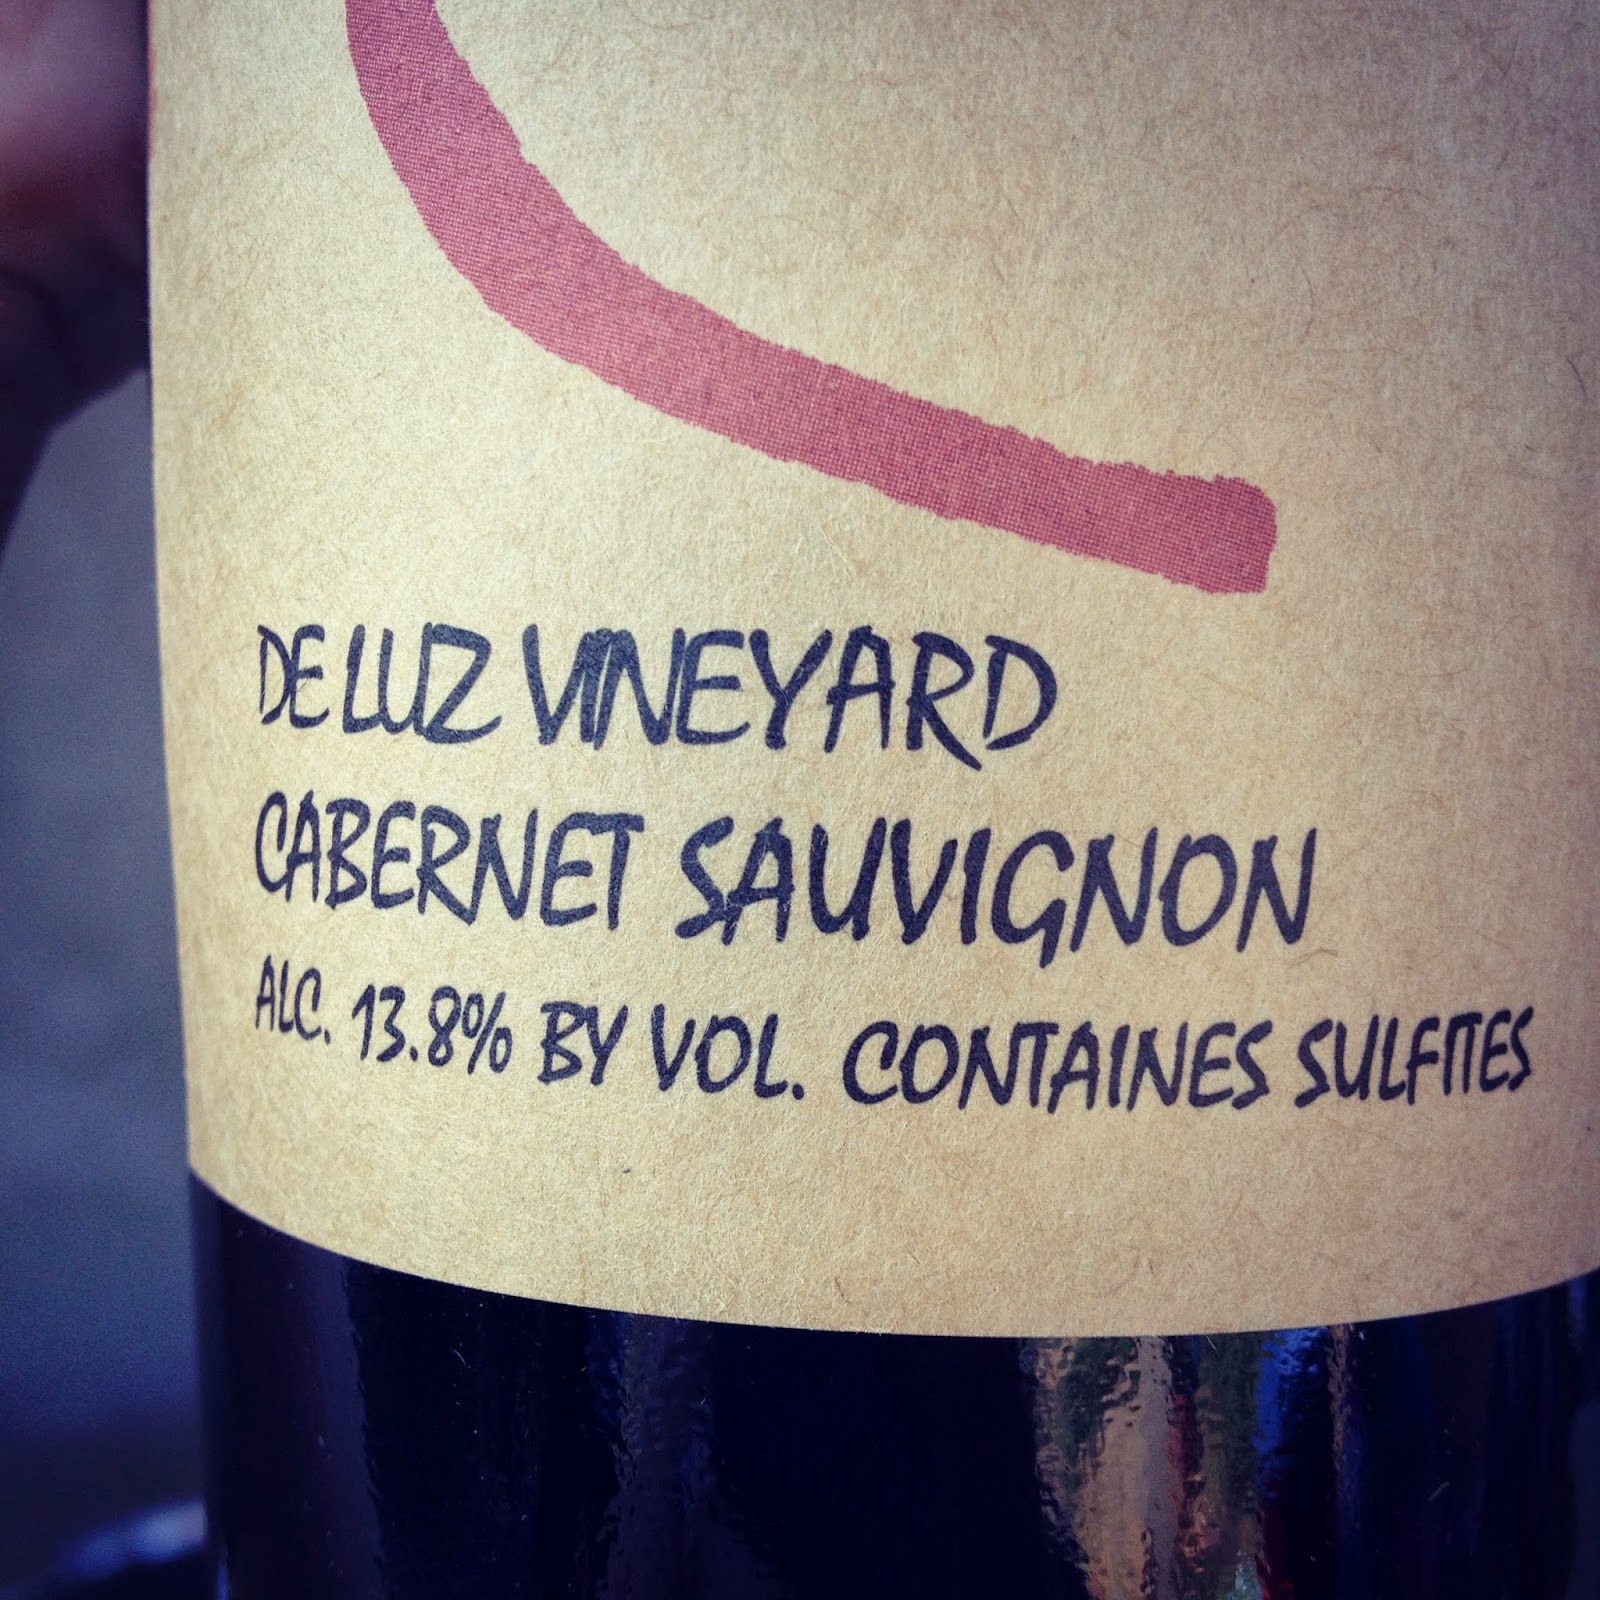 DE LUZ VINEYARD
CABERNET SAUVIGNON
ALC. 13.8% BY VOL. CONTAINES SULFITES